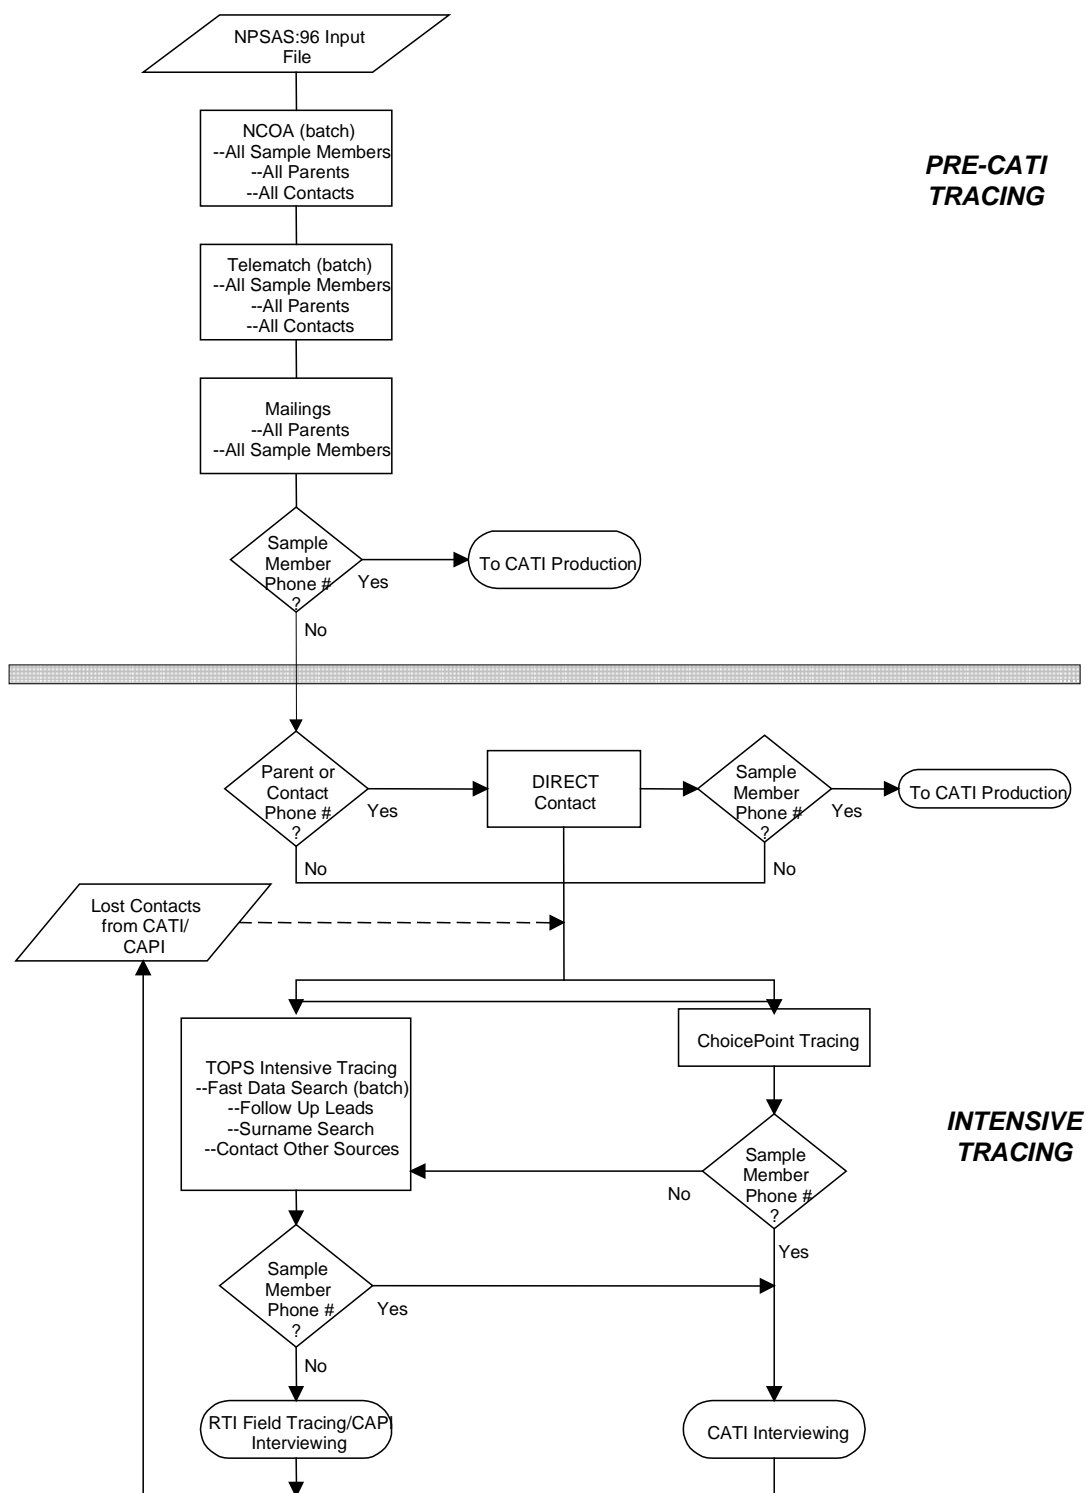 NPSAS:96 Input
File
NCOA (batch)
--All Sample Members
--All Parents
--All Contacts
PRE-CATI
TRACING
Telematch (batch)
--All Sample Members
--All Parents
--All Contacts
Mailings
--All Parents
--All Sample Members
Sample
Member
Phone #
?
Yes
To CATI Production
No
Parent or
Contact
Phone #
?
Yes
No
DIRECT
Contact
Sample
Member
Phone #
?
Yes
No
To CATI Production
Lost Contacts
from CATI/
CAPI
TOPS Intensive Tracing
--Fast Data Search (batch)
--Follow Up Leads
--Surname Search
--Contact Other Sources
ChoicePoint Tracing
INTENSIVE
TRACING
Sample
Member
Phone #
?
No
Yes
Sample
Member
Phone #
?
Yes
No
RTI Field Tracing/CAPI
Interviewing
CATI Interviewing